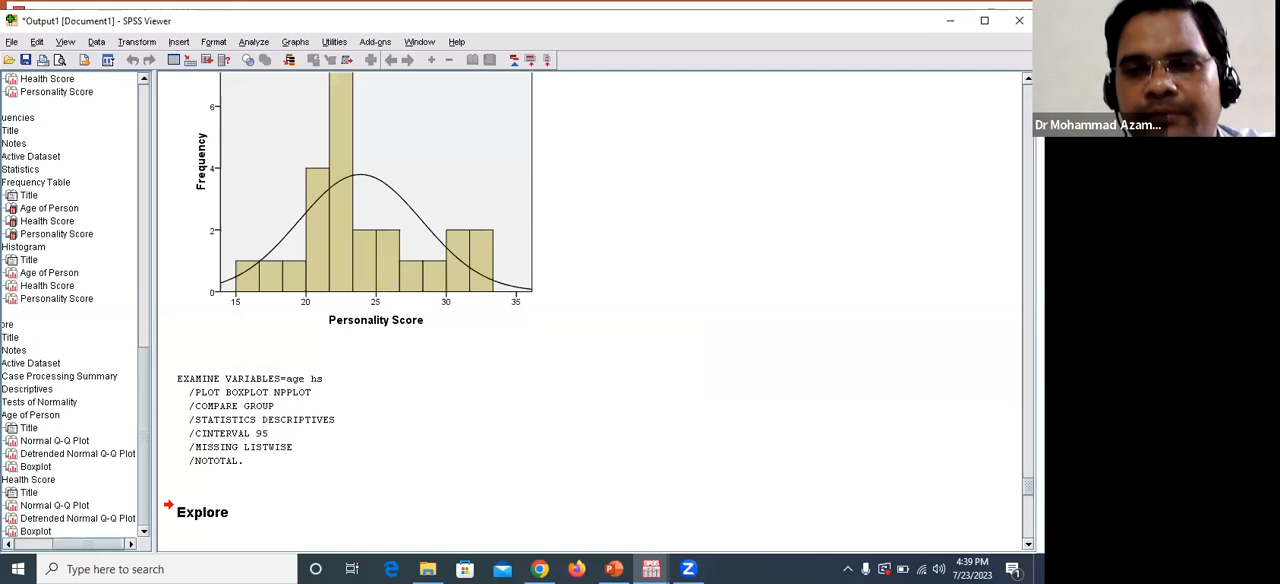 *Output1 [Document1] - SPSS Viewer
File Edit View Data Transform Insert Format Analyze Graphs Utilities Add-ons Window Help
Health Score
Personality Score
uencies
Title
Notes
Active Dataset
Statistics
Frequency Table
Title
Age of Person
Health Score
Personality Score
Histogram
Title
Age of Person
Health Score
Personality Score
ore
Title
Notes
Active Dataset
Case Processing Summary
Descriptives
Tests of Normality
Age of Person
Title
Normal Q-Q Plot
Detrended Normal Q-Q Plot
Boxplot
Health Score
Title
Normal Q-Q Plot
Detrended Normal Q-Q Plot
Boxplot
Frequency
6
4
2
0
15 20 25 30 35
Personality Score
EXAMINE VARIABLES=age hs
/PLOT BOXPLOT NPPLOT
/COMPARE GROUP
/STATISTICS DESCRIPTIVES
/CINTERVAL 95
/MISSING LISTWISE
/NOTOTAL.
Explore
Dr Mohammad Azam...
Type here to search
4:39 PM
7/23/2023
1